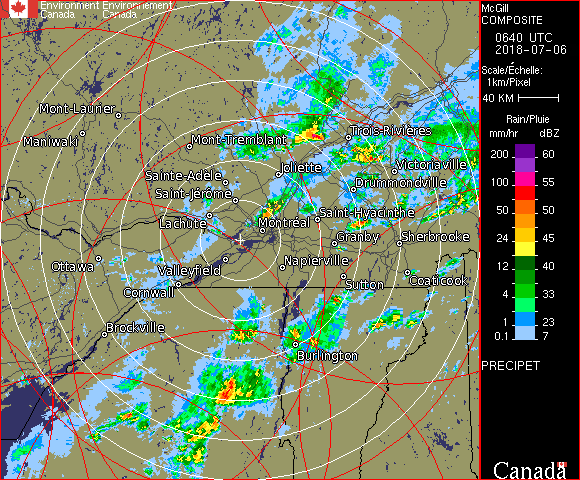 Environment Environnement
Canada Canada
Mont-Laurier
Maniwaki
Mont-Tremblant
Trois-Rivières
Victoriaville
Joliette
Sainte-Adèle
Drummondville
Saint-Jérôme
Saint-Hyacinthe
Lachute
Montréal
Granby
Sherbrooke
Ottawa
Valleyfield
Napierville
Coaticook
Sutton
Cornwall
Brockville
Burlington
McGill
COMPOSITE
0640 UTC
2018-07-06
Scale/Échelle:
1km/Pixel
40 KM
Rain/Pluie
mm/hr dBZ
200 60
100 55
50 50
24 45
12 40
4 33
2 30
1 23
0.1 7
PRECIPET
Canada